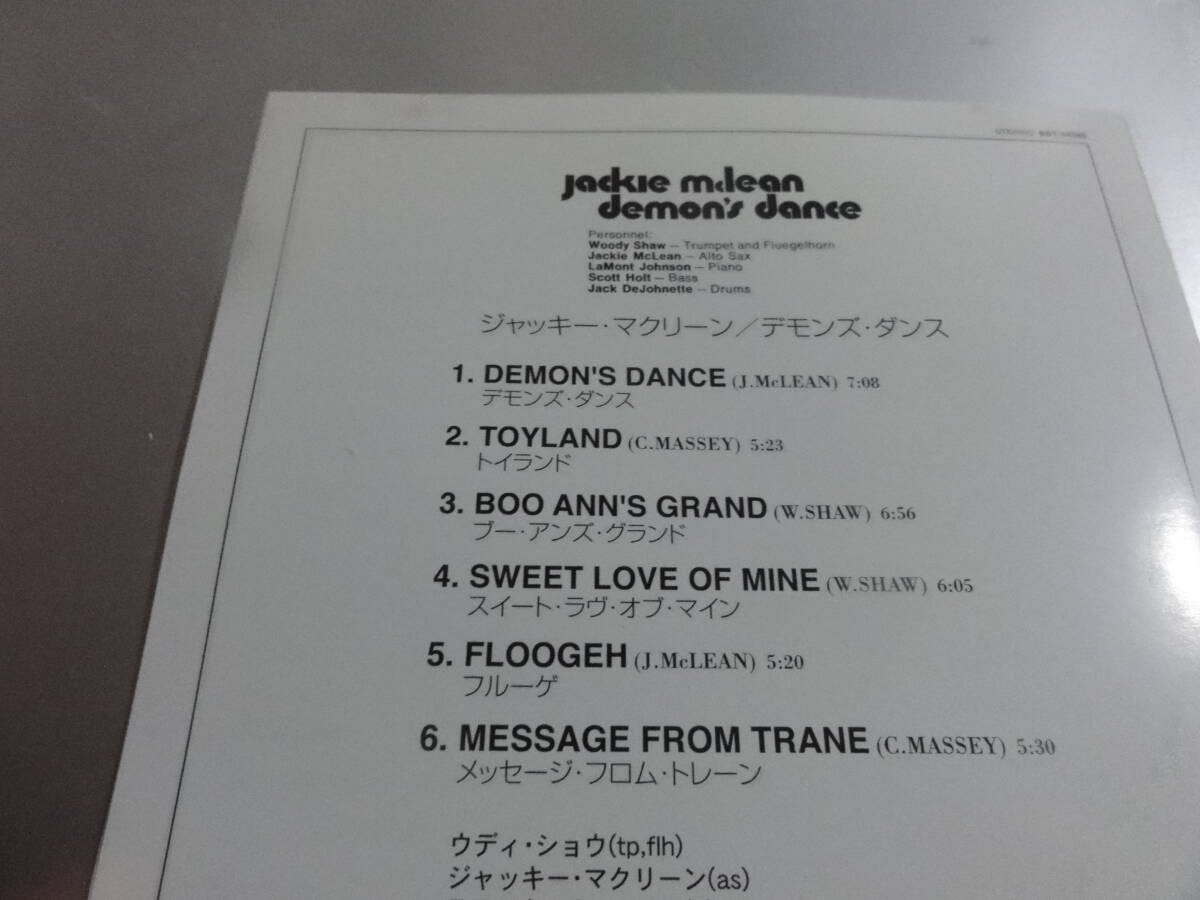 STEREO
jackie mclean
demon's dance
Personnel:
Woody Shaw – Trumpet and Fluegelhorn
Jackie McLean – Alto Sax
LaMont Johnson – Piano
Scott Holt – Bass
Jack DeJohnette – Drums
ジャッキー・マクリーン/デモンズ・ダンス
1. DEMON'S DANCE (J.McLEAN) 7:08
デモンズ・ダンス
2. TOYLAND (C.MASSEY) 5:23
トイランド
3. BOO ANN'S GRAND (W.SHAW) 6:56
ブー・アンズ・グランド
4. SWEET LOVE OF MINE (W.SHAW) 6:05
スイート・ラヴ・オブ・マイン
5. FLOOGEH (J.McLEAN) 5:20
フルーゲ
6. MESSAGE FROM TRANE (C.MASSEY) 5:30
メッセージ・フロム・トレーン
ウディ・ショウ(tp,flh)
ジャッキー・マクリーン(as)